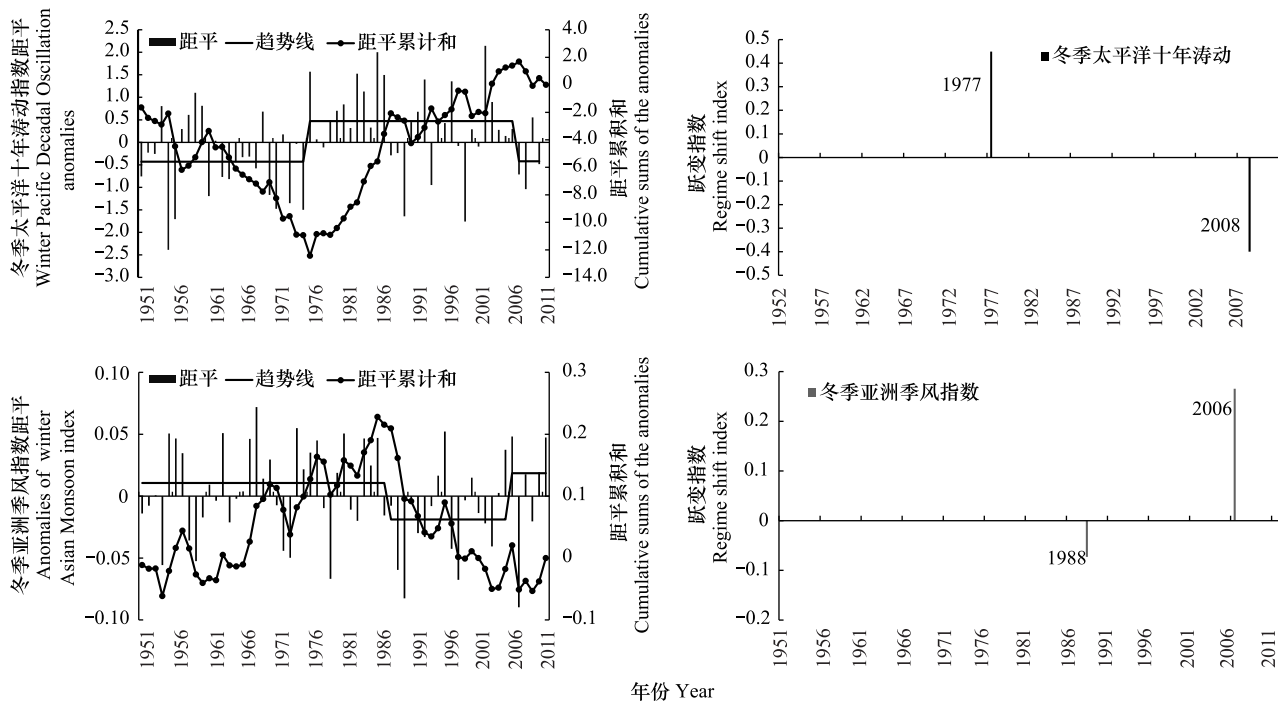 冬季太平洋十年涛动指数距平
Winter Pacific Decadal Oscillation
anomalies
2.5
2.0
1.5
1.0
0.5
0
−0.5
−1.0
−1.5
−2.0
−2.5
−3.0
距平 趋势线 距平累计和
4.0
2.0
0
−2.0
−4.0
−6.0
−8.0
−10.0
−12.0
−14.0
距平累积和
Cumulative sums of the anomalies
1951 1956 1961 1966 1971 1976 1981 1986 1991 1996 2001 2006 2011
跃变指数
Regime shift index
0.5
0.4
0.3
0.2
0.1
0
−0.1
−0.2
−0.3
−0.4
−0.5
冬季太平洋十年涛动
1977
2008
1952 1957 1962 1967 1972 1977 1982 1987 1992 1997 2002 2007
冬季亚洲季风指数距平
Anomalies of winter
Asian Monsoon index
0.10
0.05
0
−0.05
−0.10
距平 趋势线 距平累计和
0.3
0.2
0.1
0
−0.1
距平累积和
Cumulative sums of the anomalies
1951 1956 1961 1966 1971 1976 1981 1986 1991 1996 2001 2006 2011
跃变指数
Regime shift index
0.3
0.2
0.1
0
−0.1
−0.2
冬季亚洲季风指数
2006
1988
1951 1956 1961 1966 1971 1976 1981 1986 1991 1996 2001 2006 2011
年份 Year